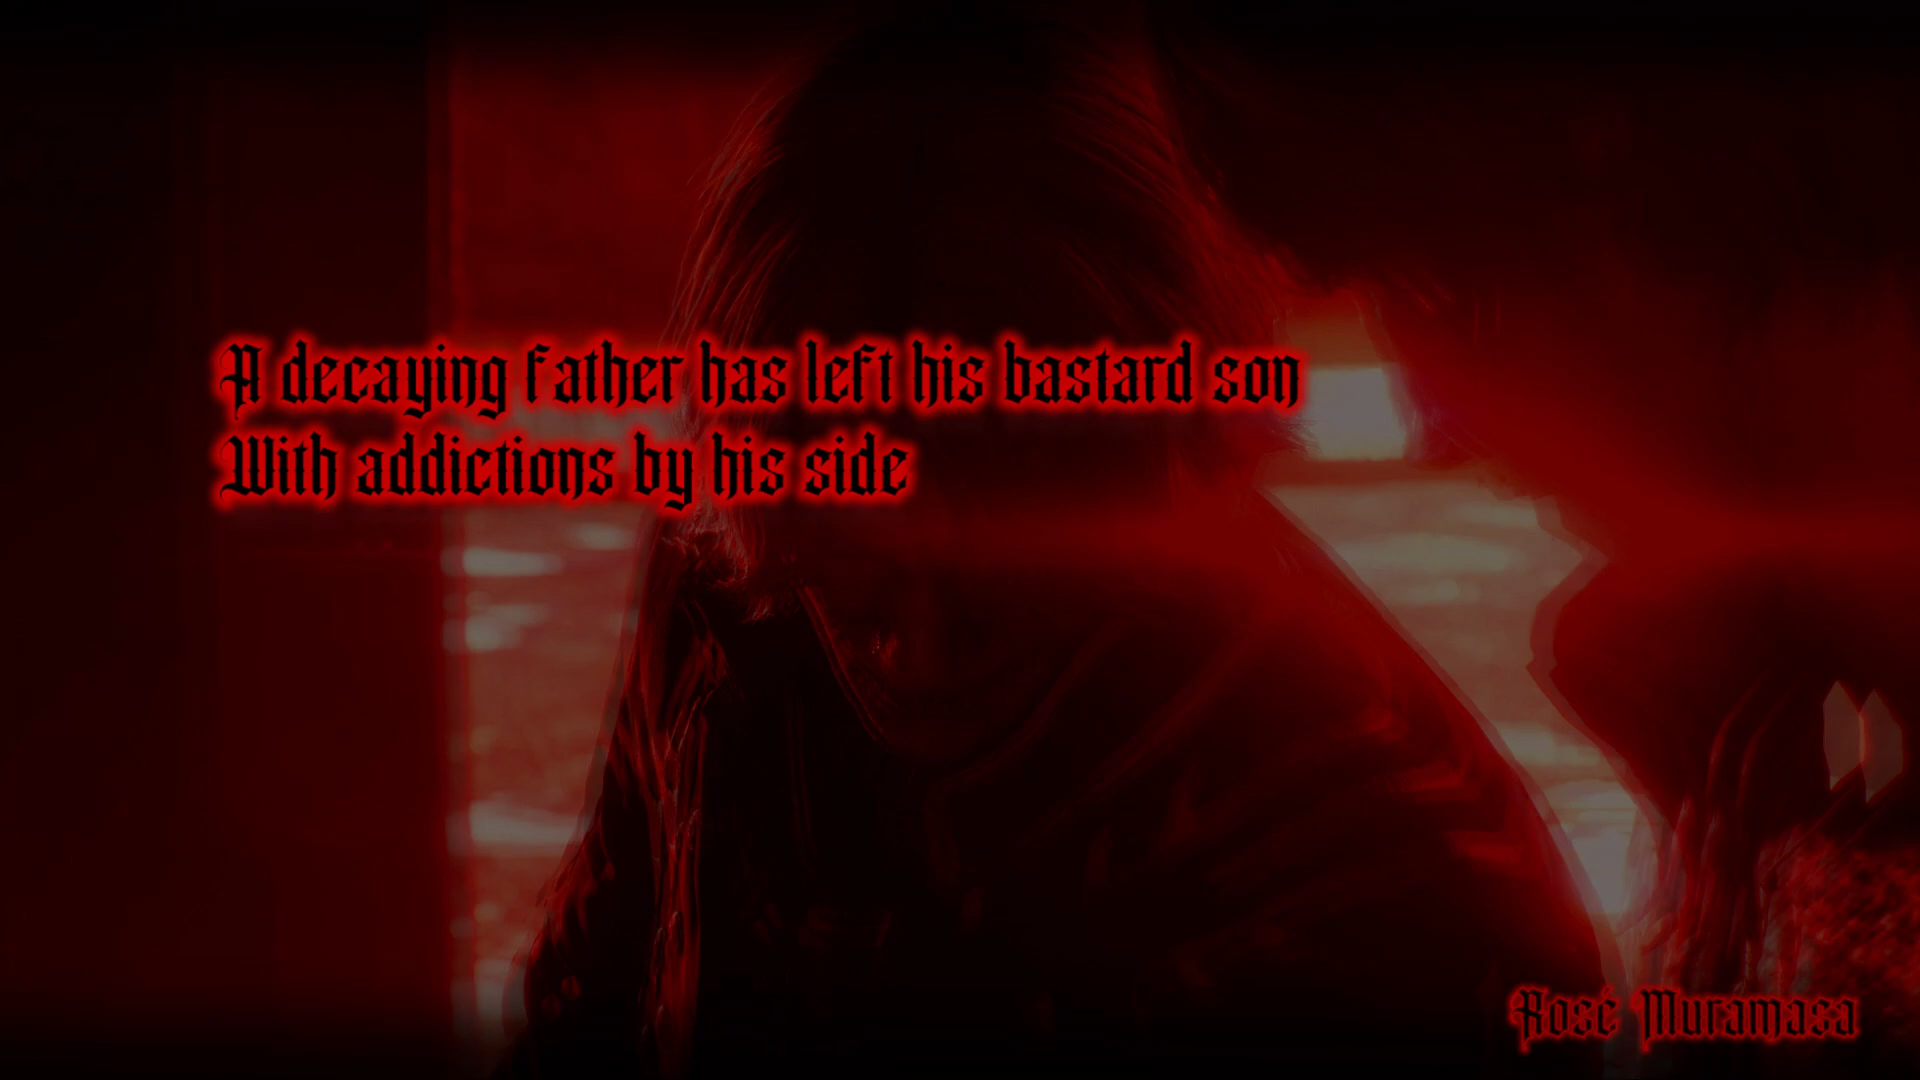 A decaying father has left his bastard son
With addictions by his side
Rosé Muramasa